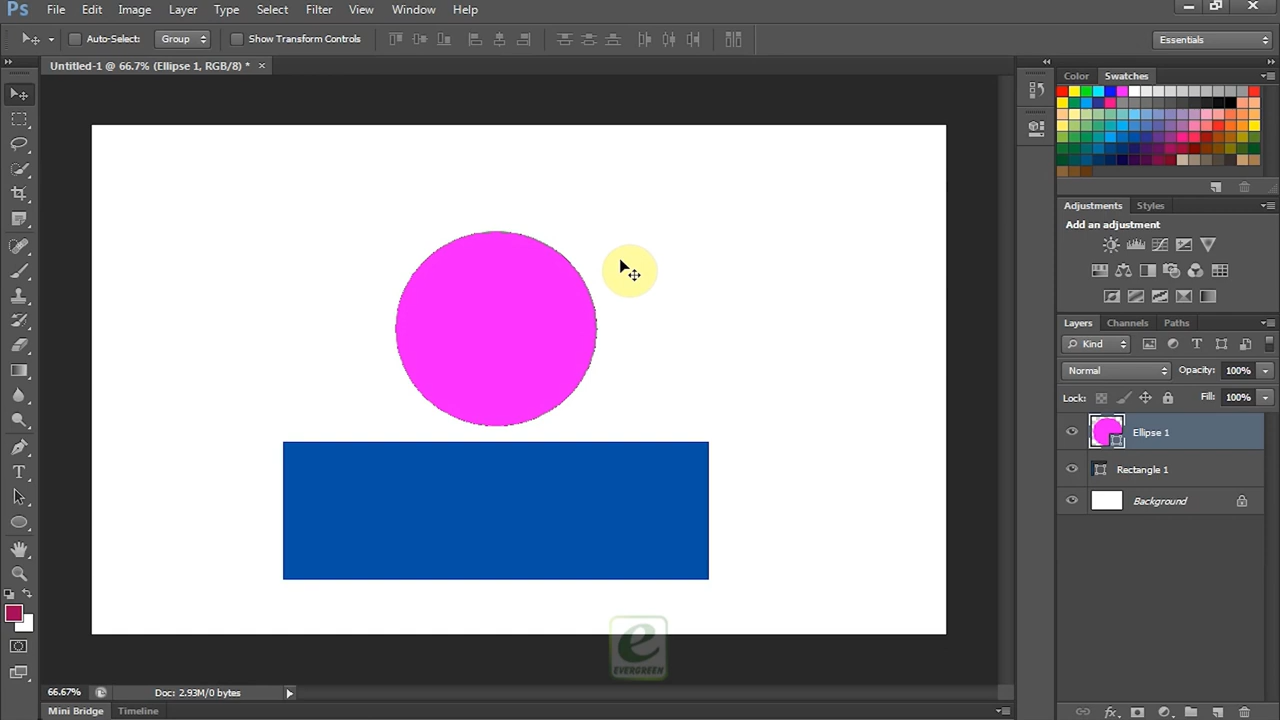 Ps File Edit Image Layer Type Select Filter View Window Help
Auto-Select: Group Show Transform Controls Essentials
Untitled-1 @ 66.7% (Ellipse 1, RGB/8) * ×
Color Swatches
Adjustments Styles
Add an adjustment
Layers Channels Paths
Kind T
Normal Opacity: 100%
Lock: Fill: 100%
Ellipse 1
Rectangle 1
Background
T
e
EVERGREEN
66.67% Doc: 2.93M/0 bytes
Mini Bridge Timeline fx